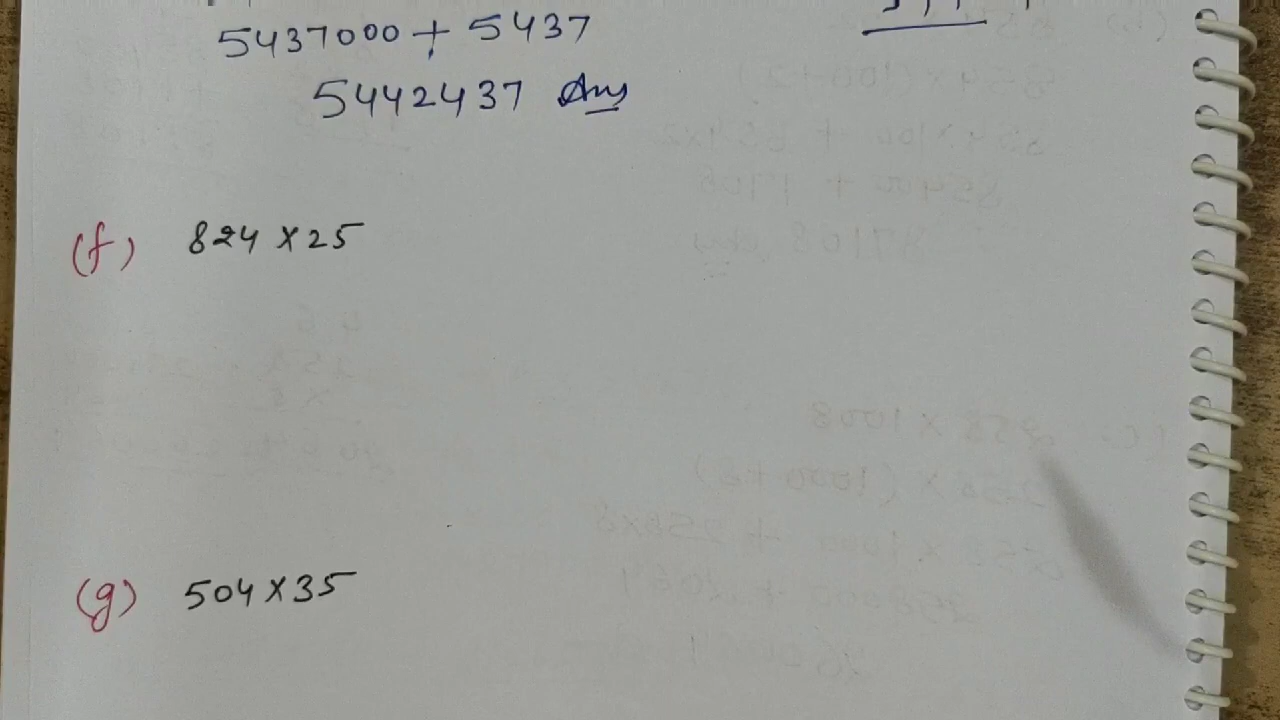 5437000 + 5437
5442437 Ans
(f) 824 × 25
(g) 504 × 35